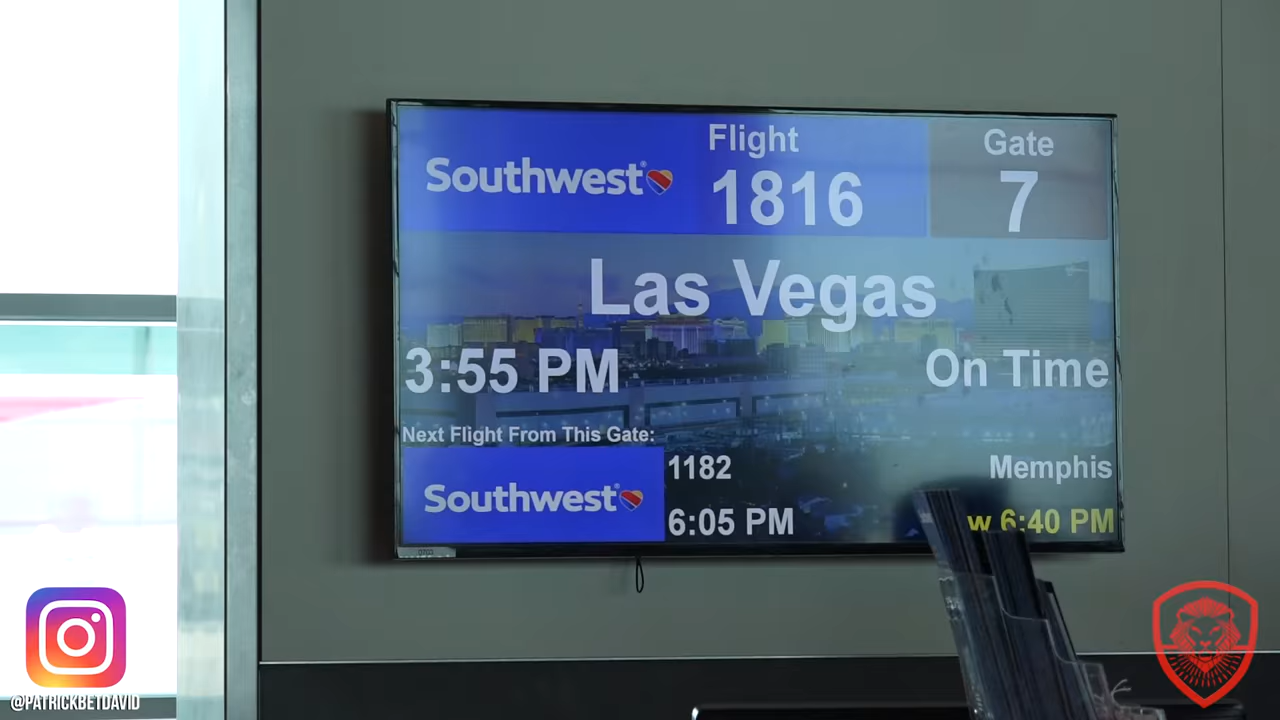 Southwest
Flight
1816
Gate
7
Las Vegas
3:55 PM
On Time
Next Flight From This Gate:
Southwest
1182
Memphis
6:05 PM
w 6:40 PM
@PATRICKBETDAVID